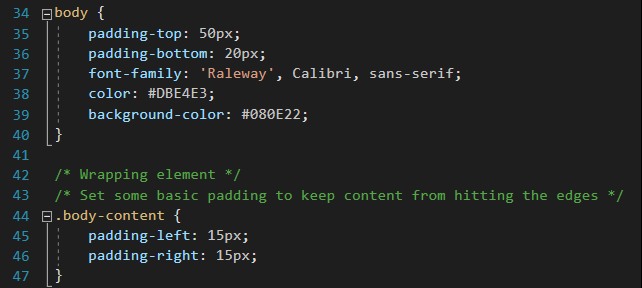 34 body {
35 padding-top: 50px;
36 padding-bottom: 20px;
37 font-family: 'Raleway', Calibri, sans-serif;
38 color: #DBE4E3;
39 background-color: #080E22;
40 }
41
42 /* Wrapping element */
43 /* Set some basic padding to keep content from hitting the edges */
44 .body-content {
45 padding-left: 15px;
46 padding-right: 15px;
47 }